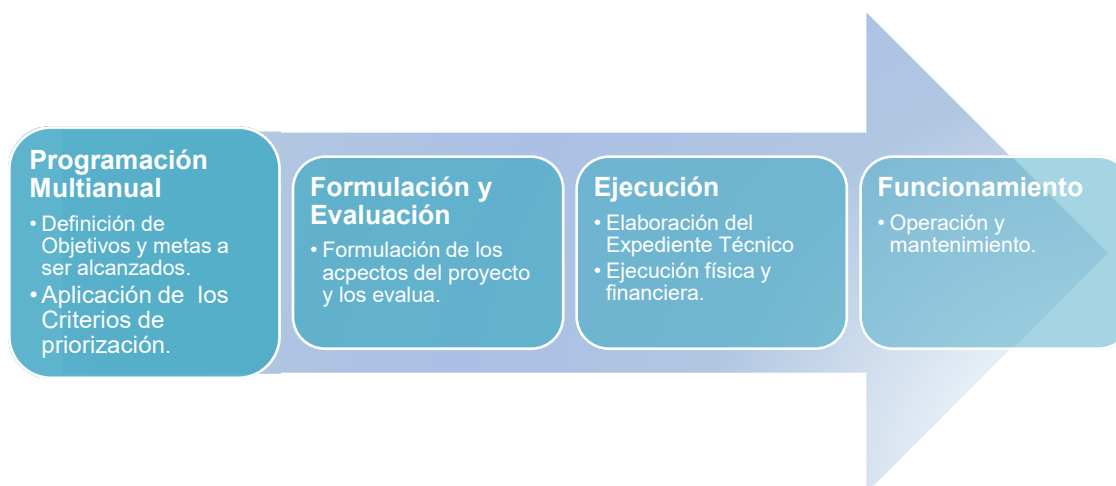 Programación
Multianual
• Definición de
Objetivos y metas a
ser alcanzados.
• Aplicación de los
Criterios de
priorización.
Formulación y
Evaluación
• Formulación de los
acpectos del proyecto
y los evalua.
Ejecución
• Elaboración del
Expediente Técnico
• Ejecución física y
financiera.
Funcionamiento
• Operación y
mantenimiento.